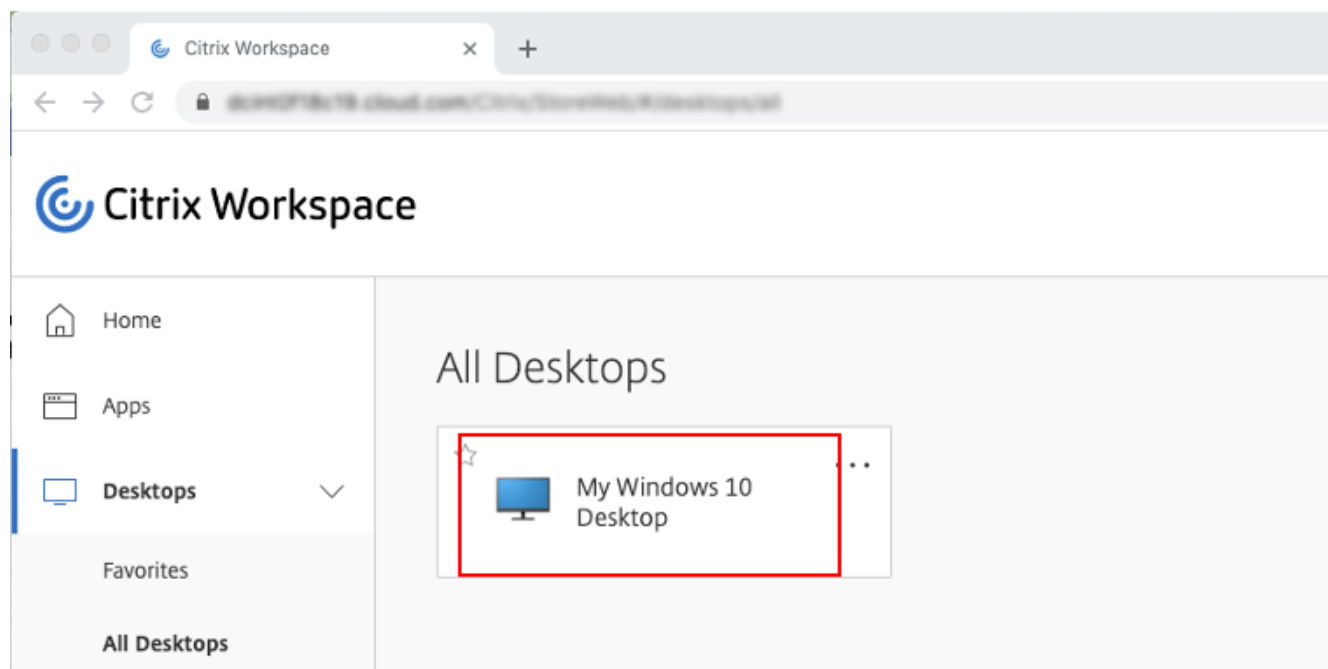 Citrix Workspace
Citrix Workspace
Home
Apps
Desktops
Favorites
All Desktops
All Desktops
My Windows 10
Desktop